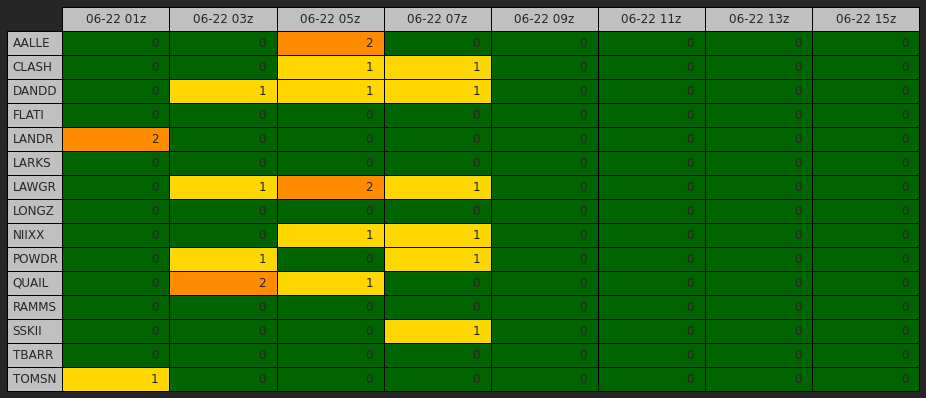 06-22 01z 06-22 03z 06-22 05z 06-22 07z 06-22 09z 06-22 11z 06-22 13z 06-22 15z
AALLE 0 0 2 0 0 0 0 0
CLASH 0 0 1 1 0 0 0 0
DANDD 0 1 1 1 0 0 0 0
FLATI 0 0 0 0 0 0 0 0
LANDR 2 0 0 0 0 0 0 0
LARKS 0 0 0 0 0 0 0 0
LAWGR 0 1 2 1 0 0 0 0
LONGZ 0 0 0 0 0 0 0 0
NIIXX 0 0 1 1 0 0 0 0
POWDR 0 1 0 1 0 0 0 0
QUAIL 0 2 1 0 0 0 0 0
RAMMS 0 0 0 0 0 0 0 0
SSKII 0 0 0 1 0 0 0 0
TBARR 0 0 0 0 0 0 0 0
TOMSN 1 0 0 0 0 0 0 0